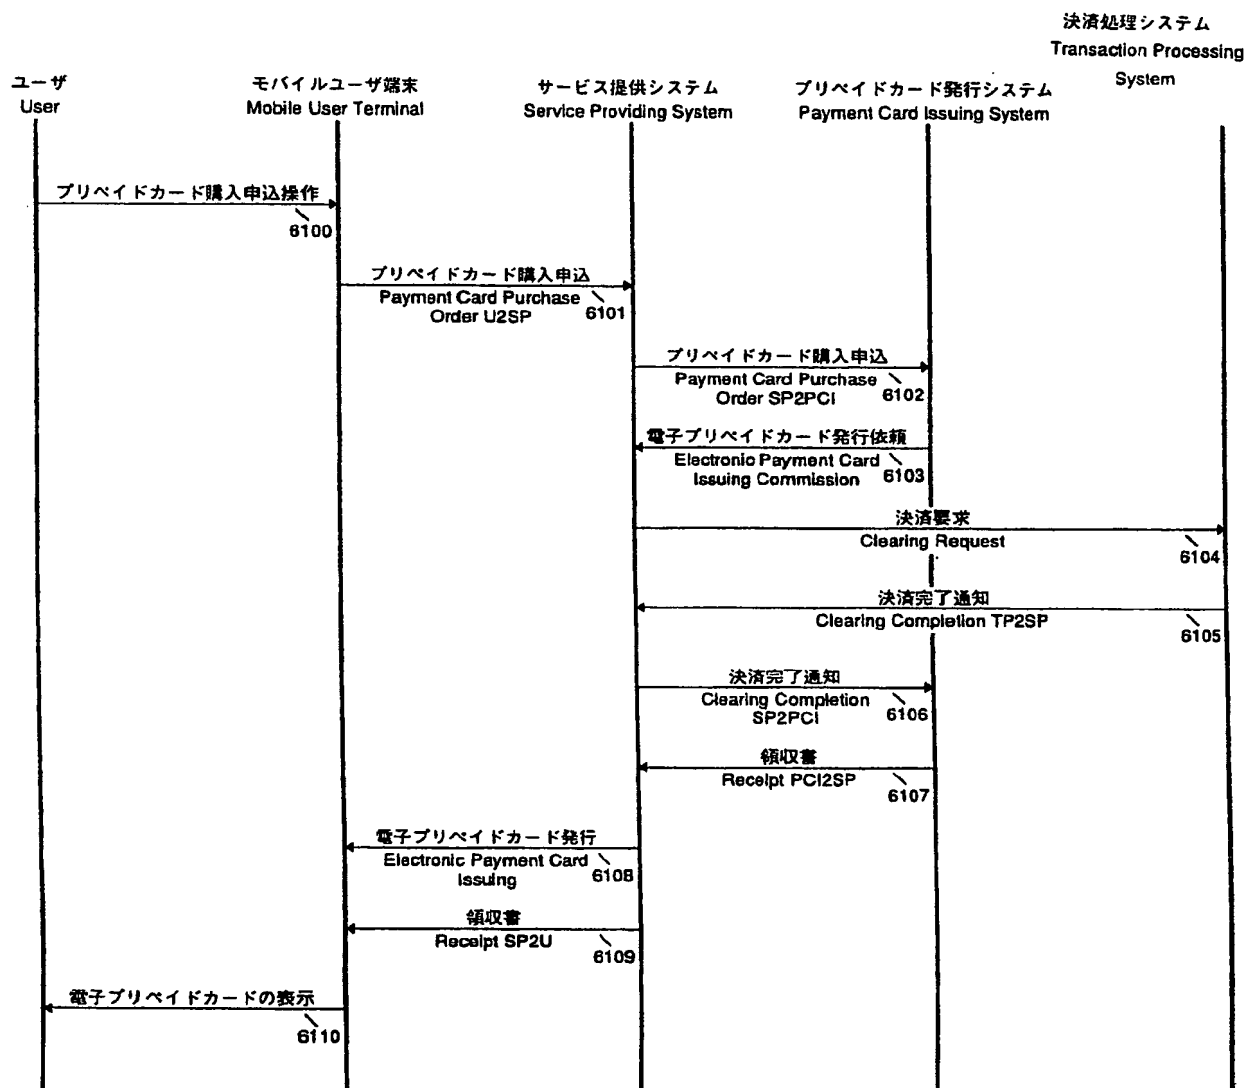 決済処理システム
Transaction Processing
System
ユーザ
User
モバイルユーザ端末
Mobile User Terminal
サービス提供システム
Service Providing System
プリペイドカード発行システム
Payment Card Issuing System
プリペイドカード購入申込操作
6100
プリペイドカード購入申込
Payment Card Purchase
Order U2SP
6101
プリペイドカード購入申込
Payment Card Purchase
Order SP2PCI
6102
電子プリペイドカード発行依頼
Electronic Payment Card
Issuing Commission
6103
決済要求
Clearing Request
6104
決済完了通知
Clearing Completion TP2SP
6105
決済完了通知
Clearing Completion
SP2PCI
6106
領収書
Receipt PCI2SP
6107
電子プリペイドカード発行
Electronic Payment Card
Issuing
6108
領収書
Receipt SP2U
6109
電子プリペイドカードの表示
6110